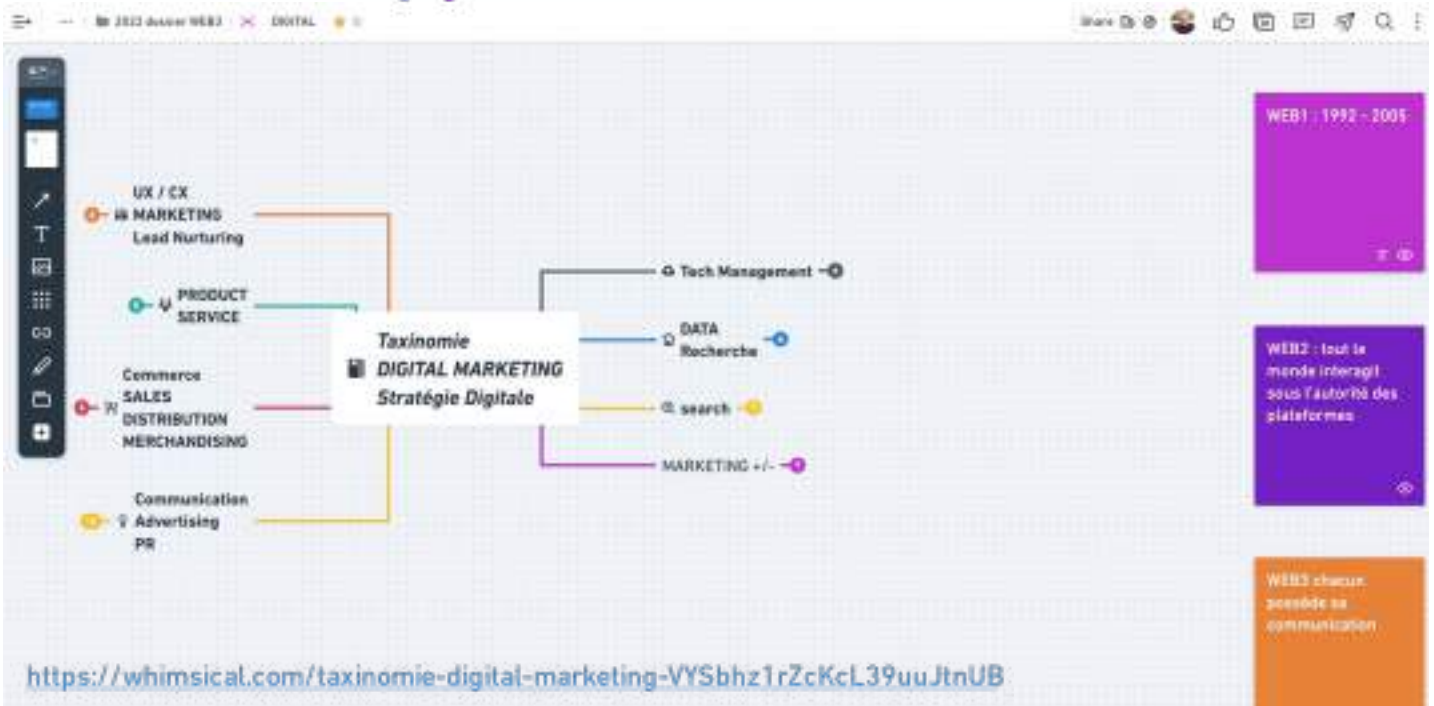 2022 dossier WEB3 DIGITAL
Share
WEB1 : 1992 - 2005
UX / CX
MARKETING
Lead Nurturing
PRODUCT
SERVICE
Commerce
SALES
DISTRIBUTION
MERCHANDISING
Communication
Advertising
PR
Taxinomie
DIGITAL MARKETING
Stratégie Digitale
Tech Management
DATA
Recherche
search
MARKETING +/-
WEB2 : tout le
monde interagit
sous l'autorité des
plateformes
WEB3 chacun
possède sa
communication
https://whimsical.com/taxinomie-digital-marketing-VYSbhz1rZcKcL39uuJtnUB